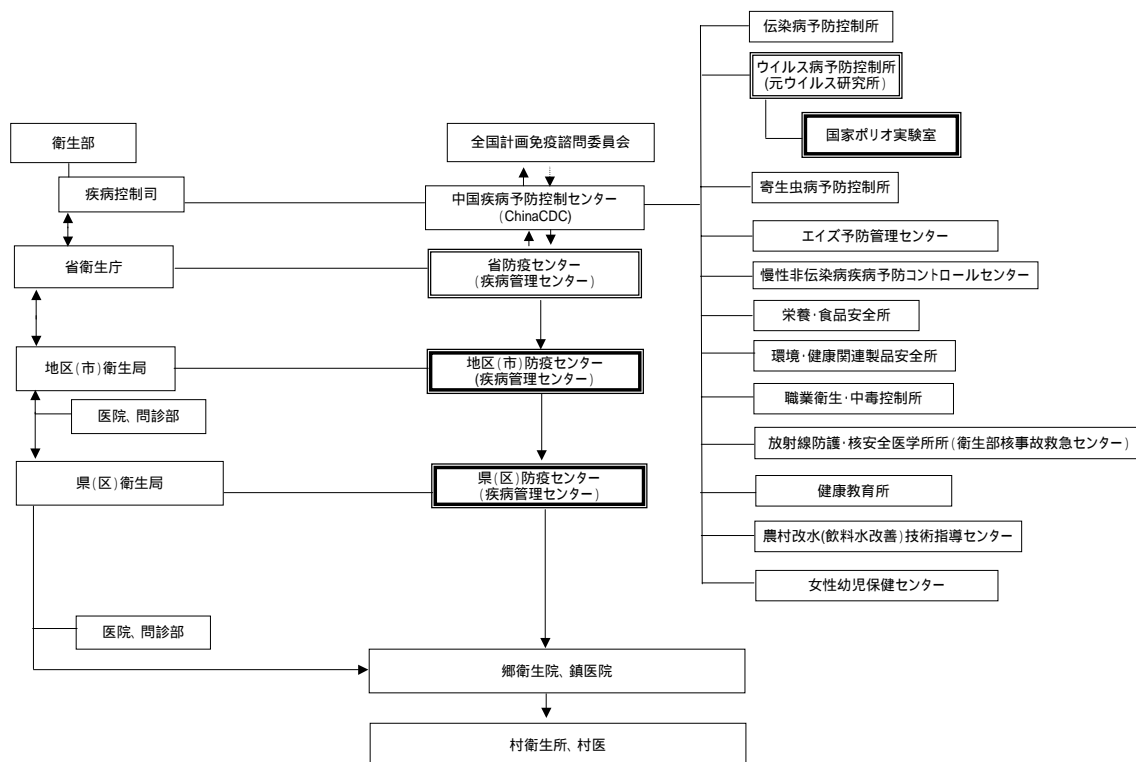 衛生部
疾病控制司
省衛生庁
地区(市)衛生局
医院、問診部
県(区)衛生局
医院、問診部
全国計画免疫諮問委員会
中国疾病予防控制センター
(ChinaCDC)
省防疫センター
(疾病管理センター)
地区(市)防疫センター
(疾病管理センター)
県(区)防疫センター
(疾病管理センター)
郷衛生院、鎮医院
村衛生所、村医
伝染病予防控制所
ウイルス病予防控制所
(元ウイルス研究所)
国家ポリオ実験室
寄生虫病予防控制所
エイズ予防管理センター
慢性非伝染病疾病予防コントロールセンター
栄養・食品安全所
環境・健康関連製品安全所
職業衛生・中毒控制所
放射線防護・核安全医学所所(衛生部核事故救急センター)
健康教育所
農村改水(飲料水改善)技術指導センター
女性幼児保健センター